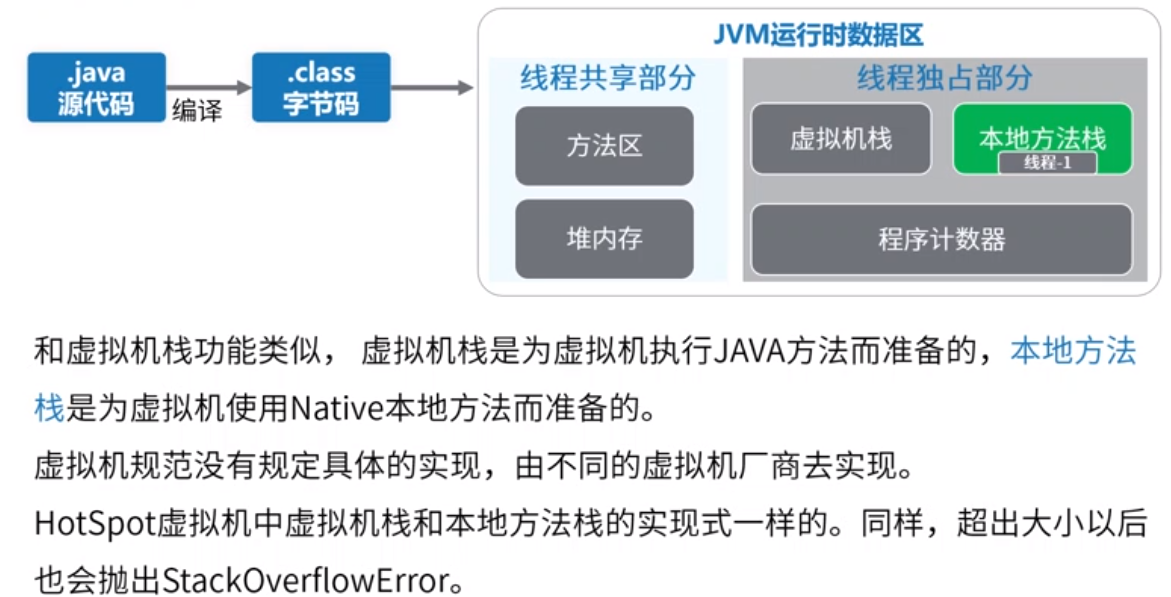 .java
源代码
编译
.class
字节码
JVM运行时数据区
线程共享部分
方法区
堆内存
线程独占部分
虚拟机栈
本地方法栈
线程-1
程序计数器
和虚拟机栈功能类似， 虚拟机栈是为虚拟机执行JAVA方法而准备的，本地方法
栈是为虚拟机使用Native本地方法而准备的。
虚拟机规范没有规定具体的实现，由不同的虚拟机厂商去实现。
HotSpot虚拟机中虚拟机栈和本地方法栈的实现式一样的。同样，超出大小以后
也会抛出StackOverflowError。